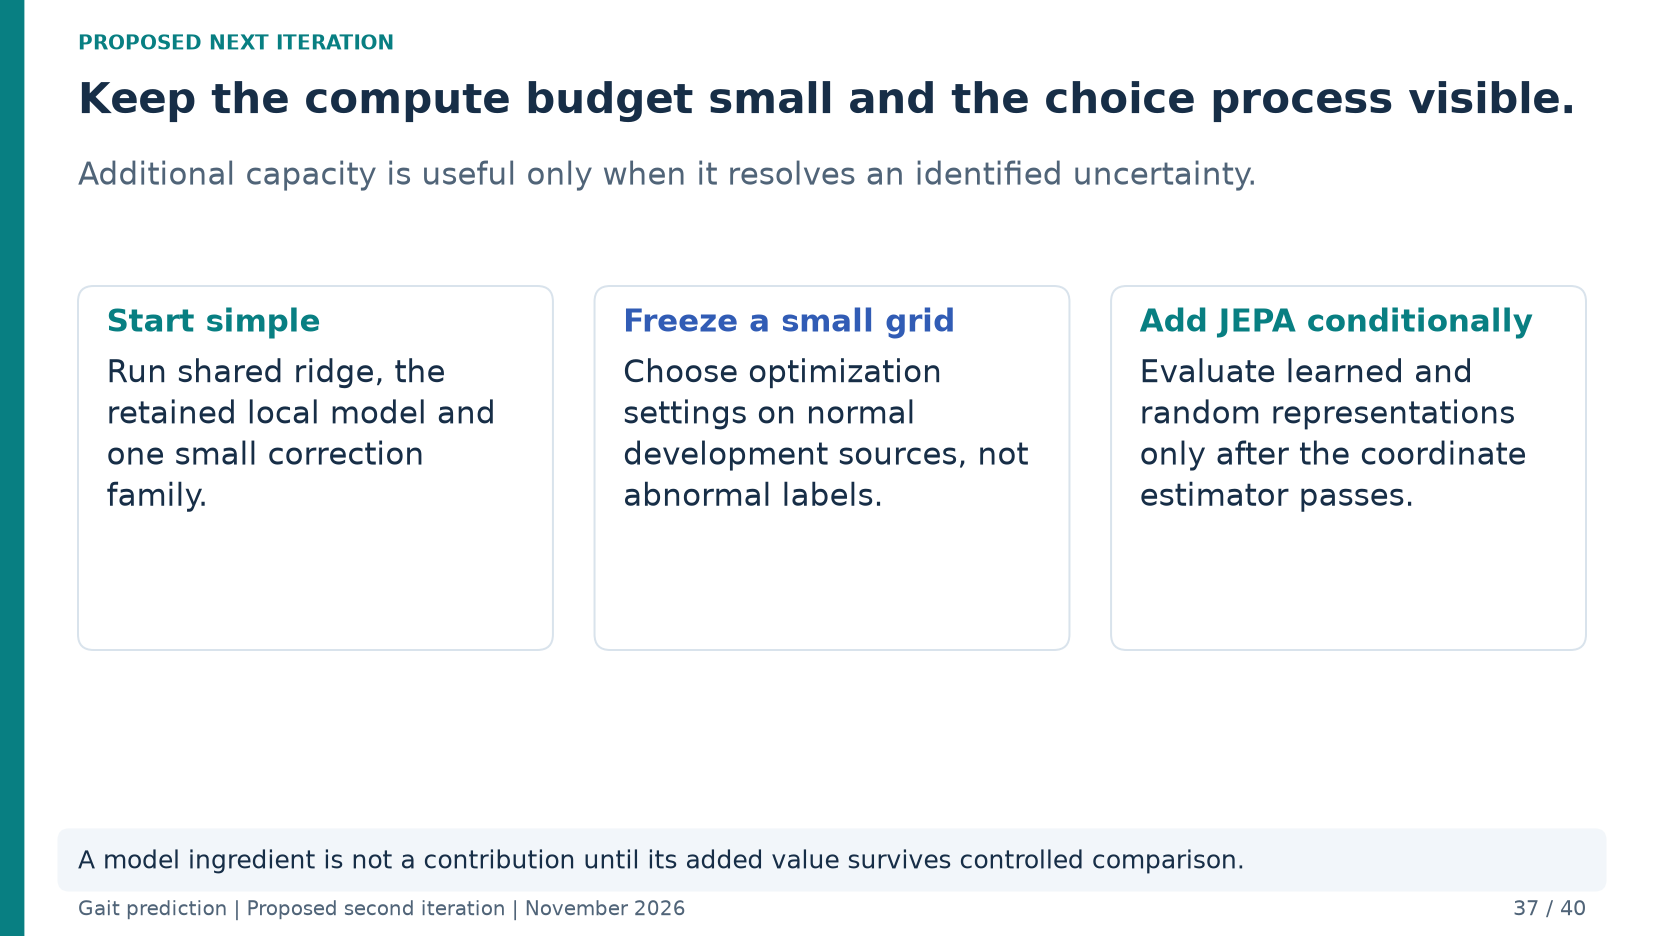 PROPOSED NEXT ITERATION
Keep the compute budget small and the choice process visible.
Additional capacity is useful only when it resolves an identified uncertainty.
Start simple
Run shared ridge, the
retained local model and
one small correction
family.
Freeze a small grid
Choose optimization
settings on normal
development sources, not
abnormal labels.
Add JEPA conditionally
Evaluate learned and
random representations
only after the coordinate
estimator passes.
A model ingredient is not a contribution until its added value survives controlled comparison.
Gait prediction | Proposed second iteration | November 2026
37 / 40